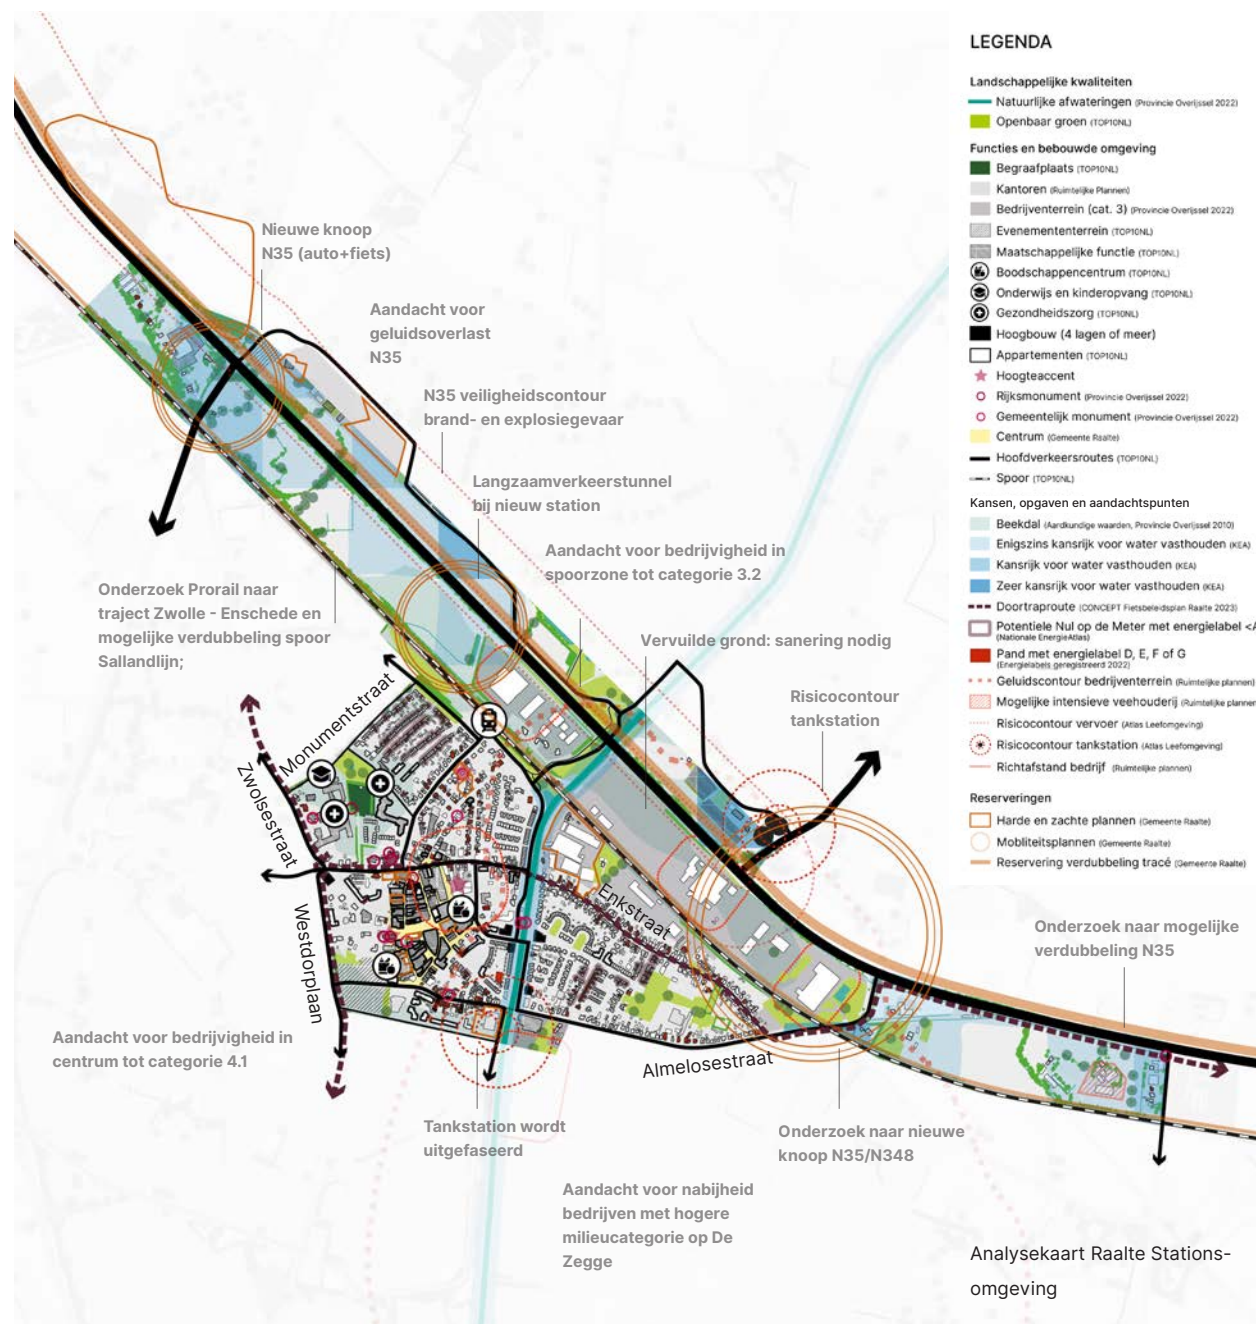 LEGENDA
Landschappelijke kwaliteiten
Natuurlijke afwateringen (Provincie Overijssel 2022)
Openbaar groen (TOP10NL)
Functies en bebouwde omgeving
Begraafplaats (TOP10NL)
Kantoren (Ruimtelijke Plannen)
Bedrijventerrein (cat. 3) (Provincie Overijssel 2022)
Evenemententerrein (TOP10NL)
Maatschappelijke functie (TOP10NL)
Boodschappencentrum (TOP10NL)
Onderwijs en kinderopvang (TOP10NL)
Gezondheidszorg (TOP10NL)
Hoogbouw (4 lagen of meer)
Appartementen (TOP10NL)
Hoogteaccent
Rijksmonument (Provincie Overijssel 2022)
Gemeentelijk monument (Provincie Overijssel 2022)
Centrum (Gemeente Raalte)
Hoofdverkeersroutes (TOP10NL)
Spoor (TOP10NL)
Kansen, opgaven en aandachtspunten
Beekdal (Aardkundige waarden, Provincie Overijssel 2010)
Enigszins kansrijk voor water vasthouden (KEA)
Kansrijk voor water vasthouden (KEA)
Zeer kansrijk voor water vasthouden (KEA)
Doortraproute (CONCEPT Fietsbeleidsplan Raalte 2023)
Potentiele Nul op de Meter met energielabel <A
(Nationale EnergieAtlas)
Pand met energielabel D, E, F of G
(Energielabels geregistreerd 2022)
Geluidscontour bedrijventerrein (Ruimtelijke plannen)
Mogelijke intensieve veehouderij (Ruimtelijke plannen
Risicocontour vervoer (Atlas Leefomgeving)
Risicocontour tankstation (Atlas Leefomgeving)
Richtafstand bedrijf (Ruimtelijke plannen)
Reserveringen
Harde en zachte plannen (Gemeente Raalte)
Mobliteitsplannen (Gemeente Raalte)
Reservering verdubbeling tracé (Gemeente Raalte)
Nieuwe knoop
N35 (auto+fiets)
Aandacht voor
geluidsoverlast
N35
N35 veiligheidscontour
brand- en explosiegevaar
Langzaamverkeerstunnel
bij nieuw station
Aandacht voor bedrijvigheid in
spoorzone tot categorie 3.2
Onderzoek Prorail naar
traject Zwolle - Enschede en
mogelijke verdubbeling spoor
Sallandlijn;
Vervuilde grond: sanering nodig
Risicocontour
tankstation
Monumentstraat
Zwolsestraat
Westdorplaan
Enkstraat
Almelosestraat
Onderzoek naar mogelijke
verdubbeling N35
Aandacht voor bedrijvigheid in
centrum tot categorie 4.1
Tankstation wordt
uitgefaseerd
Onderzoek naar nieuwe
knoop N35/N348
Aandacht voor nabijheid
bedrijven met hogere
milieucategorie op De
Zegge
Analysekaart Raalte Stations-
omgeving